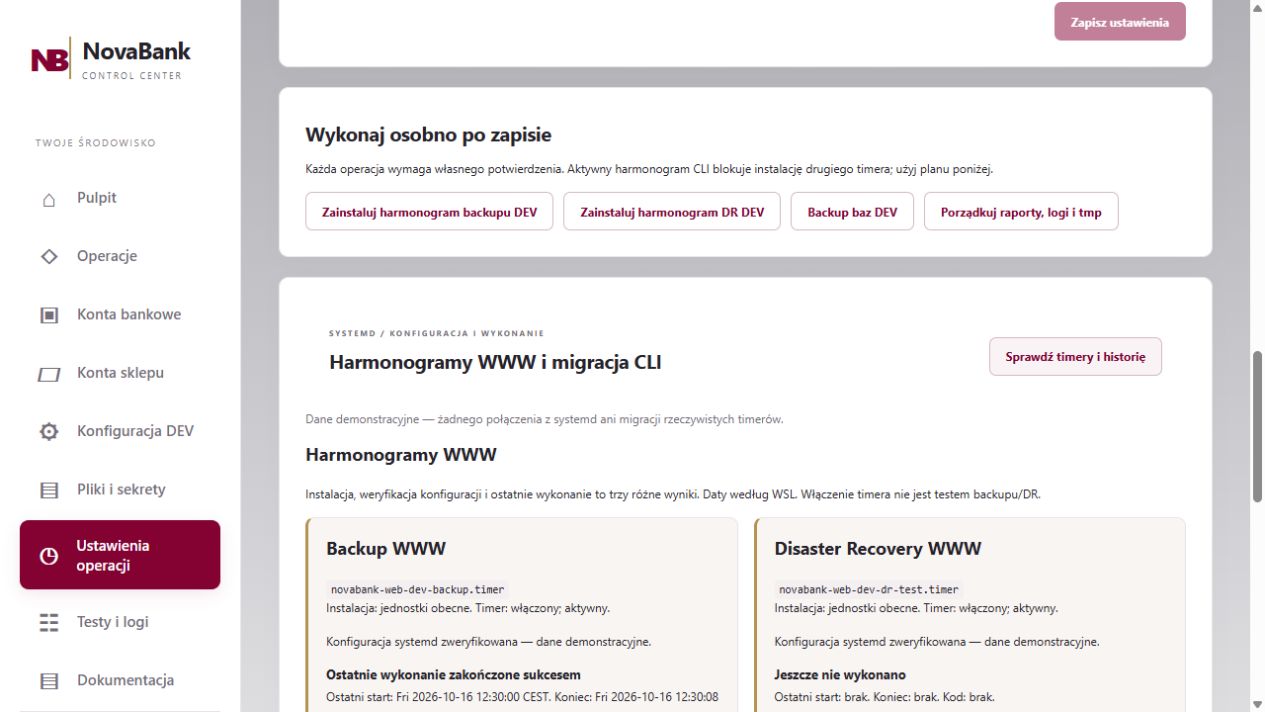 NB
NovaBank
CONTROL CENTER
TWOJE ŚRODOWISKO
Pulpit
Operacje
Konta bankowe
Konta sklepu
Konfiguracja DEV
Pliki i sekrety
Ustawienia
operacji
Testy i logi
Dokumentacja
Zapisz ustawienia
Wykonaj osobno po zapisie
Każda operacja wymaga własnego potwierdzenia. Aktywny harmonogram CLI blokuje instalację drugiego timera; użyj planu poniżej.
Zainstaluj harmonogram backupu DEV
Zainstaluj harmonogram DR DEV
Backup baz DEV
Porządkuj raporty, logi i tmp
SYSTEMD / KONFIGURACJA I WYKONANIE
Harmonogramy WWW i migracja CLI
Sprawdź timery i historię
Dane demonstracyjne — żadnego połączenia z systemd ani migracji rzeczywistych timerów.
Harmonogramy WWW
Instalacja, weryfikacja konfiguracji i ostatnie wykonanie to trzy różne wyniki. Daty według WSL. Włączenie timera nie jest testem backupu/DR.
Backup WWW
novabank-web-dev-backup.timer
Instalacja: jednostki obecne. Timer: włączony; aktywny.
Konfiguracja systemd zweryfikowana — dane demonstracyjne.
Ostatnie wykonanie zakończone sukcesem
Ostatni start: Fri 2026-10-16 12:30:00 CEST. Koniec: Fri 2026-10-16 12:30:08
Disaster Recovery WWW
novabank-web-dev-dr-test.timer
Instalacja: jednostki obecne. Timer: włączony; aktywny.
Konfiguracja systemd zweryfikowana — dane demonstracyjne.
Jeszcze nie wykonano
Ostatni start: brak. Koniec: brak. Kod: brak.